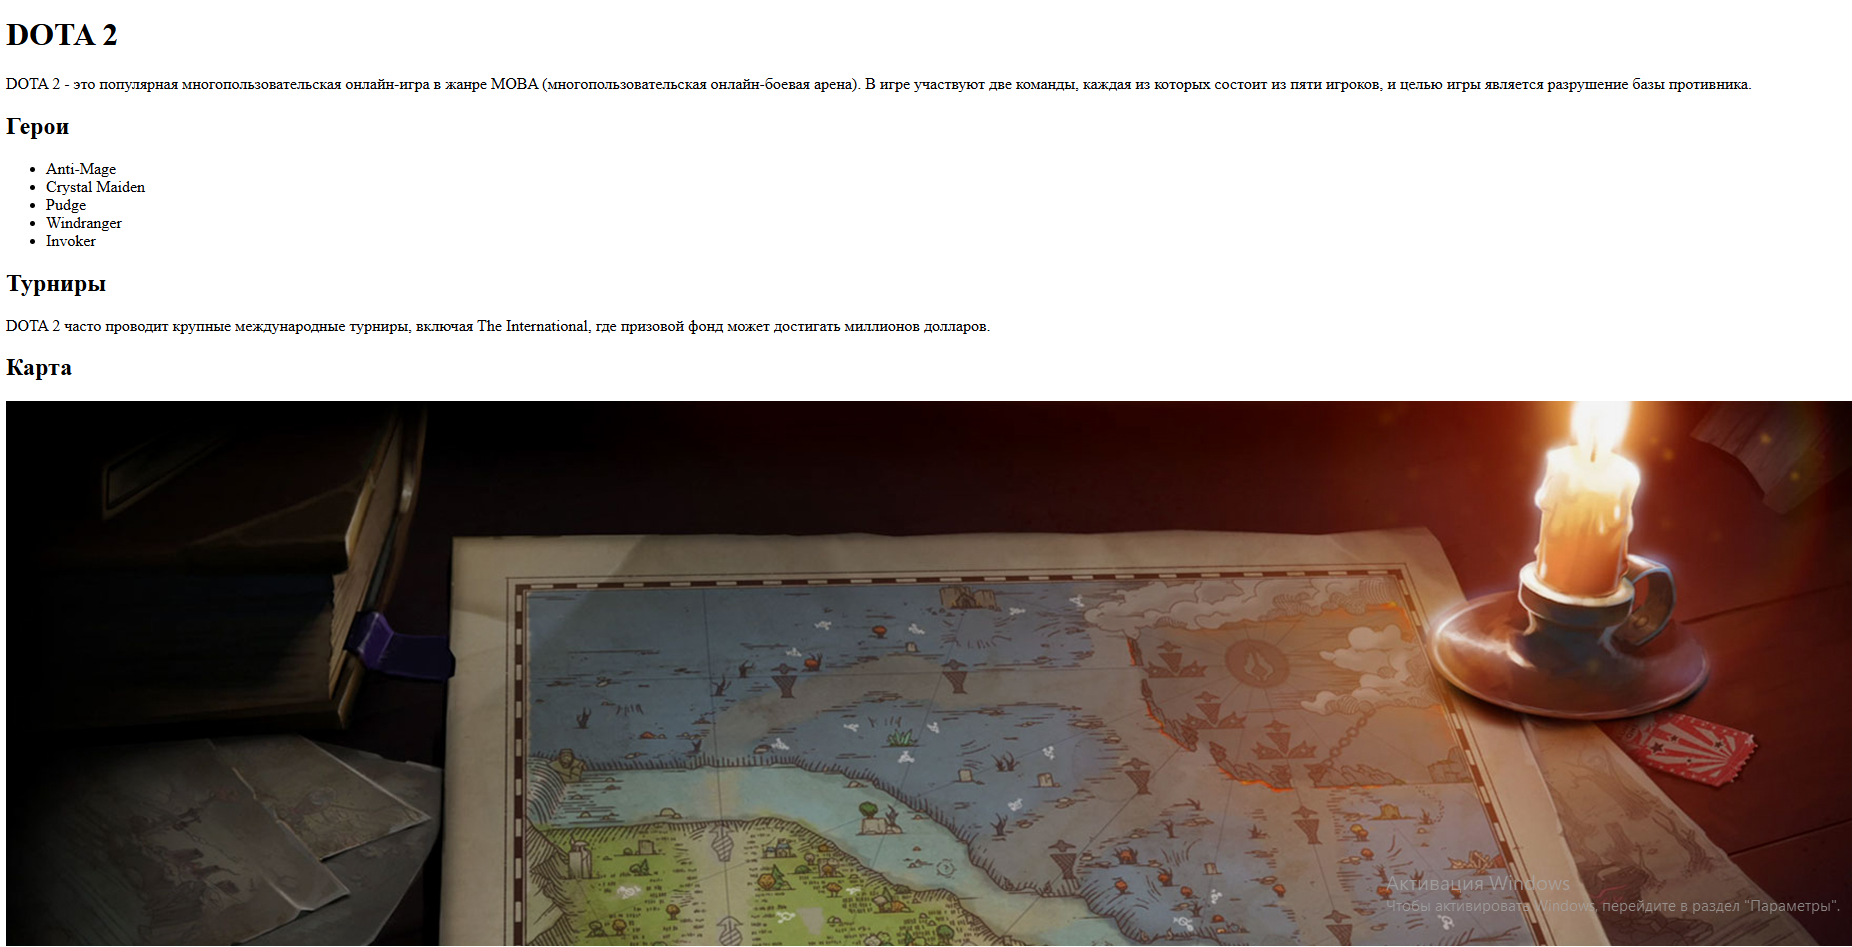 DOTA 2
DOTA 2 - это популярная многопользовательская онлайн-игра в жанре MOBA (многопользовательская онлайн-боевая арена). В игре участвуют две команды, каждая из которых состоит из пяти игроков, и целью игры является разрушение базы противника.
Герои
Anti-Mage
Crystal Maiden
Pudge
Windranger
Invoker
Турниры
DOTA 2 часто проводит крупные международные турниры, включая The International, где призовой фонд может достигать миллионов долларов.
Карта
Активация Windows
Чтобы активировать Windows, перейдите в раздел "Параметры".